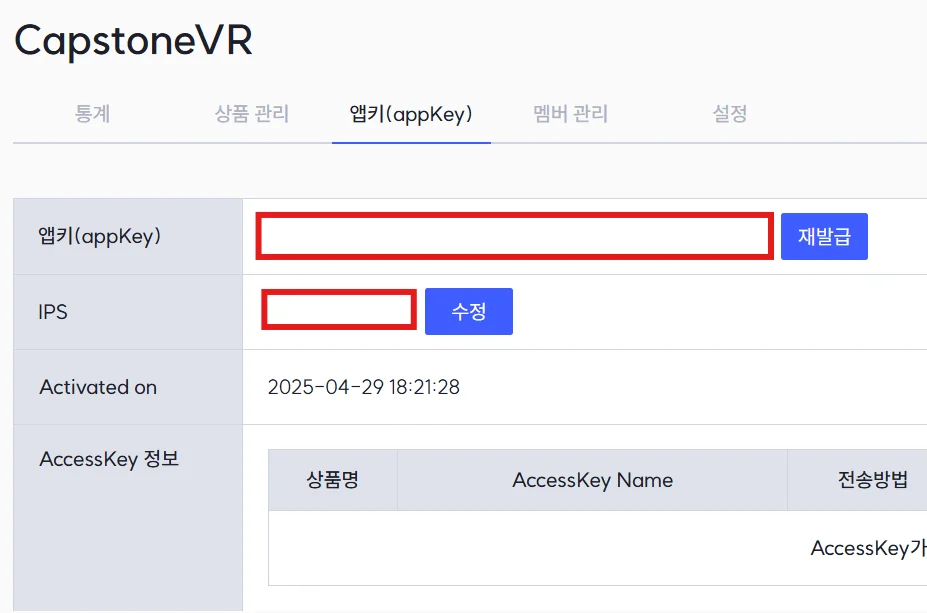 CapstoneVR
통계 상품 관리 앱키(appKey) 멤버 관리 설정
앱키(appKey) 재발급
IPS 수정
Activated on 2025-04-29 18:21:28
AccessKey 정보
상품명 AccessKey Name 전송방법
AccessKey가